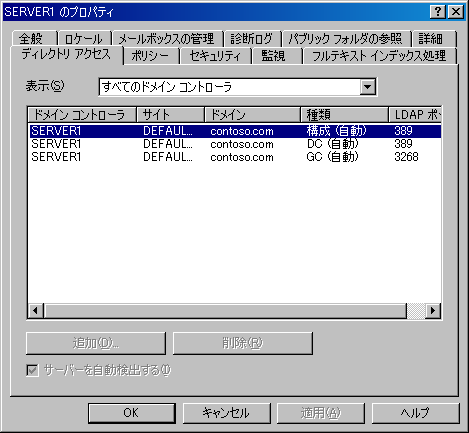 SERVER1 のプロパティ
全般 ロケール メールボックスの管理 診断ログ パブリック フォルダの参照 詳細
ディレクトリ アクセス ポリシー セキュリティ 監視 フルテキスト インデックス処理
表示(S) すべてのドメイン コントローラ
ドメイン コントローラ サイト ドメイン 種類 LDAP ポー
SERVER1 DEFAUL... contoso.com 構成 (自動) 389
SERVER1 DEFAUL... contoso.com DC (自動) 389
SERVER1 DEFAUL... contoso.com GC (自動) 3268
追加(D)... 削除(R)
サーバーを自動検出する(I)
OK キャンセル 適用(A) ヘルプ